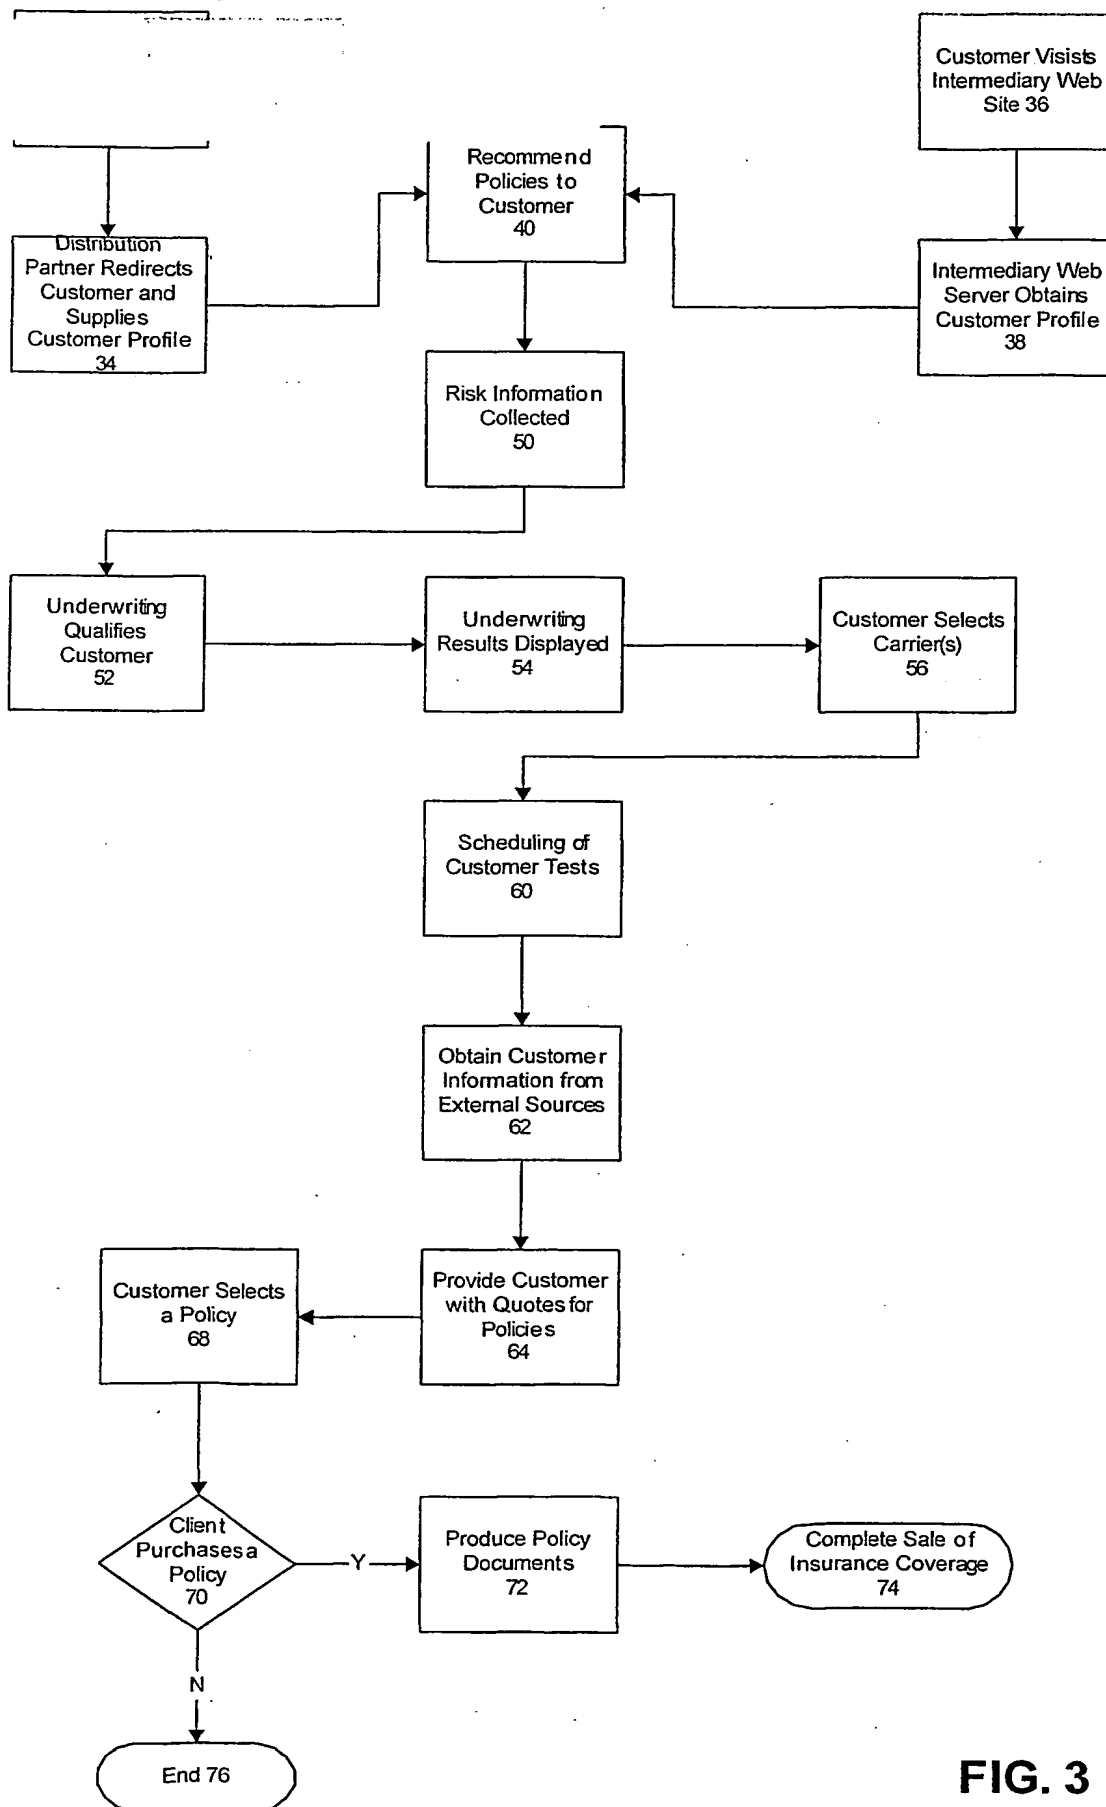 Customer Visists
Intermediary Web
Site 36
Recommend
Policies to
Customer
40
Distribution
Partner Redirects
Customer and
Supplies
Customer Profile
34
Intermediary Web
Server Obtains
Customer Profile
38
Risk Information
Collected
50
Underwriting
Qualifies
Customer
52
Underwriting
Results Displayed
54
Customer Selects
Carrier(s)
56
Scheduling of
Customer Tests
60
Obtain Customer
Information from
External Sources
62
Customer Selects
a Policy
68
Provide Customer
with Quotes for
Policies
64
Client
Purchases a
Policy
70
Y
Produce Policy
Documents
72
Complete Sale of
Insurance Coverage
74
N
End 76
FIG. 3